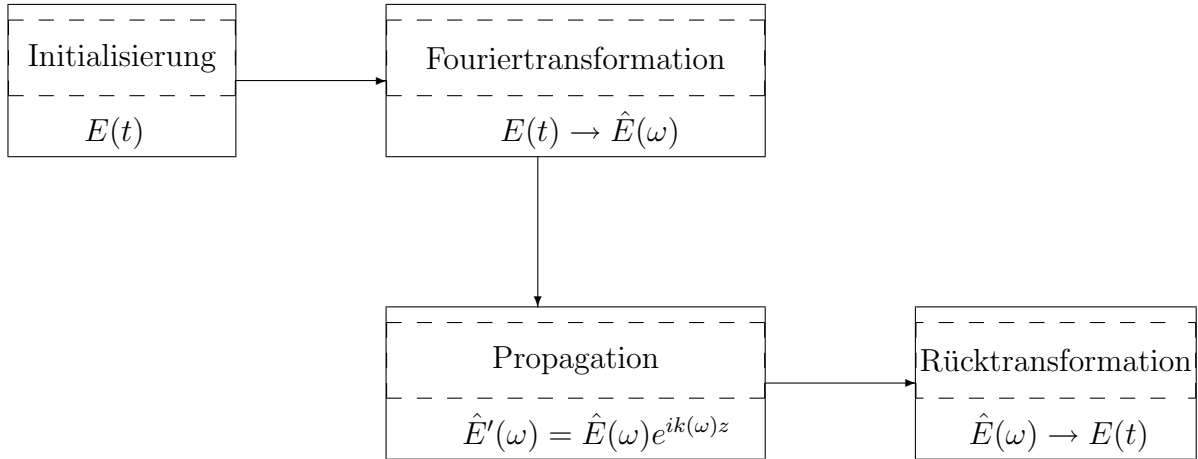 Initialisierung
E(t)
Fouriertransformation
E(t) → Ê(ω)
Propagation
Ê′(ω) = Ê(ω)e^{ik(ω)z}
Rücktransformation
Ê(ω) → E(t)